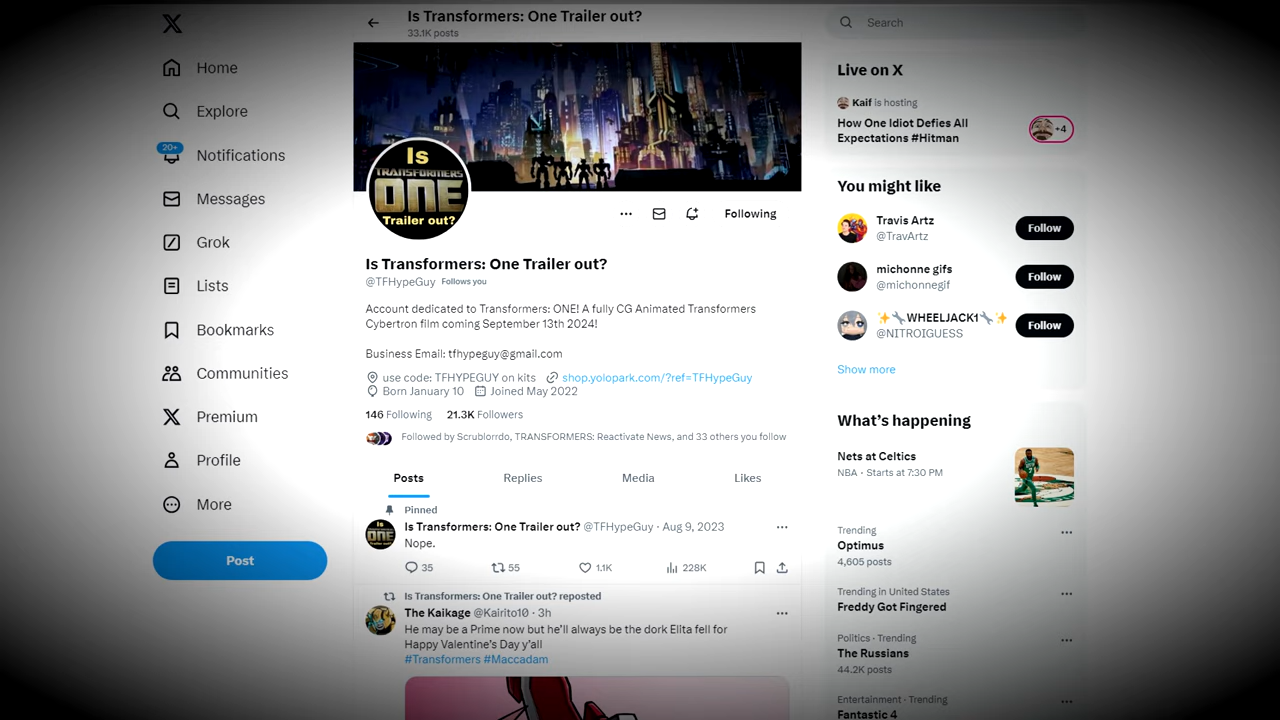 Home
Explore
20+
Notifications
Messages
Grok
Lists
Bookmarks
Communities
Premium
Profile
More
Post
Is Transformers: One Trailer out?
33.1K posts
Is
TRANSFORMERS
ONE
Trailer out?
Following
Is Transformers: One Trailer out?
@TFHypeGuy Follows you
Account dedicated to Transformers: ONE! A fully CG Animated Transformers
Cybertron film coming September 13th 2024!
Business Email: tfhypeguy@gmail.com
use code: TFHYPEGUY on kits shop.yolopark.com/?ref=TFHypeGuy
Born January 10 Joined May 2022
146 Following 21.3K Followers
Followed by Scrublorrdo, TRANSFORMERS: Reactivate News, and 33 others you follow
Posts Replies Media Likes
Pinned
Is Transformers: One Trailer out? @TFHypeGuy · Aug 9, 2023
Nope.
35 55 1.1K 228K
Is Transformers: One Trailer out? reposted
The Kaikage @Kairito10 · 3h
He may be a Prime now but he'll always be the dork Elita fell for
Happy Valentine's Day y'all
#Transformers #Maccadam
Search
Live on X
Kaif is hosting
How One Idiot Defies All
Expectations #Hitman
+4
You might like
Travis Artz
@TravArtz
Follow
michonne gifs
@michonnegif
Follow
✨🔧WHEELJACK1🔧✨
@NITROIGUESS
Follow
Show more
What's happening
Nets at Celtics
NBA · Starts at 7:30 PM
Trending
Optimus
4,605 posts
Trending in United States
Freddy Got Fingered
Politics · Trending
The Russians
44.2K posts
Entertainment · Trending
Fantastic 4